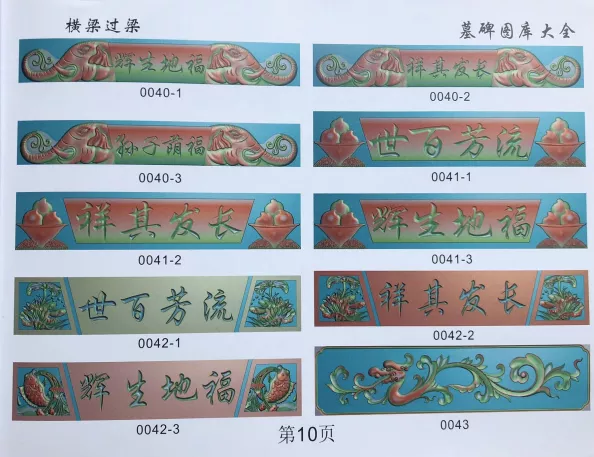 横梁过梁
墓碑图库大全
辉生地福
0040-1
祥其发长
0040-2
孙子荫福
0040-3
世百芳流
0041-1
祥其发长
0041-2
辉生地福
0041-3
世百芳流
0042-1
祥其发长
0042-2
辉生地福
0042-3
0043
第10页